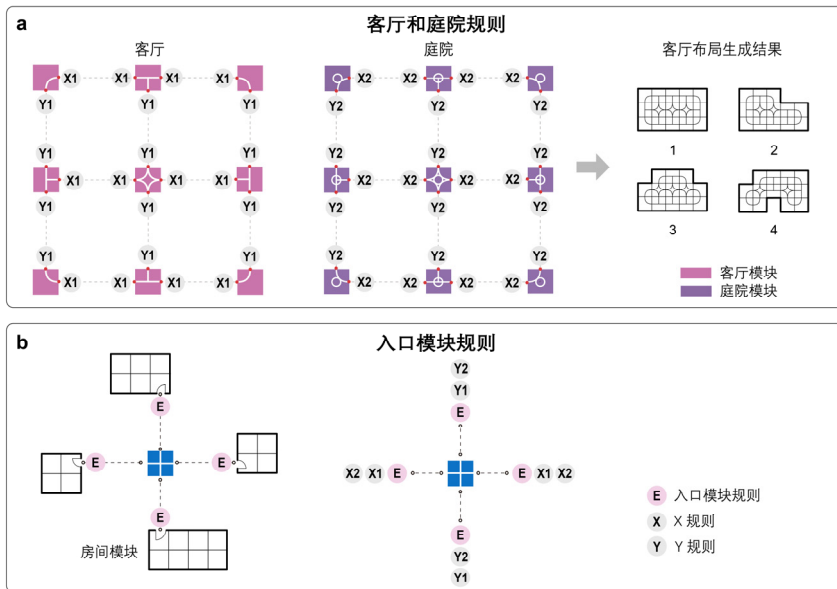 a
客厅和庭院规则
客厅
庭院
客厅布局生成结果
X1 X1 X1 X1
Y1 Y1 Y1
X2 X2 X2 X2
Y2 Y2 Y2
1 2
Y1 Y1 Y1
X1 X1 X1 X1
Y1 Y1 Y1
Y2 Y2 Y2
X2 X2 X2 X2
Y2 Y2 Y2
3 4
Y1 Y1 Y1
X1 X1 X1 X1
Y2 Y2 Y2
X2 X2 X2 X2
客厅模块
庭院模块
b
入口模块规则
E
E E
E
房间模块
Y2
Y1
E
X2 X1 E
E X1 X2
E
Y2
Y1
E 入口模块规则
X X 规则
Y Y 规则